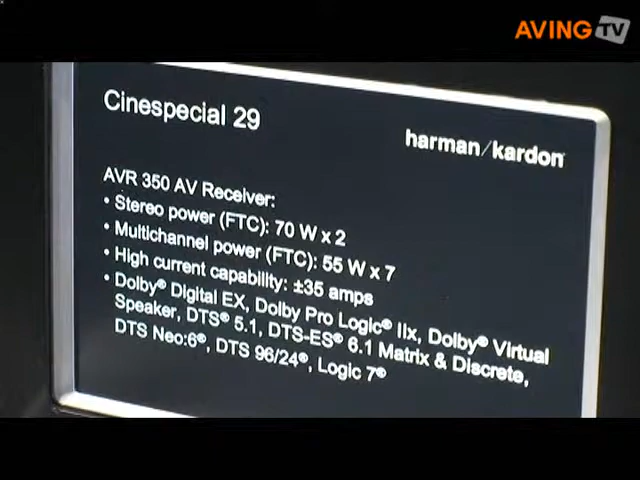 AVING TV
Cinespecial 29
harman/kardon
AVR 350 AV Receiver:
• Stereo power (FTC): 70 W x 2
• Multichannel power (FTC): 55 W x 7
• High current capability: ±35 amps
• Dolby® Digital EX, Dolby Pro Logic® IIx, Dolby® Virtual
Speaker, DTS® 5.1, DTS-ES® 6.1 Matrix & Discrete,
DTS Neo:6®, DTS 96/24®, Logic 7®